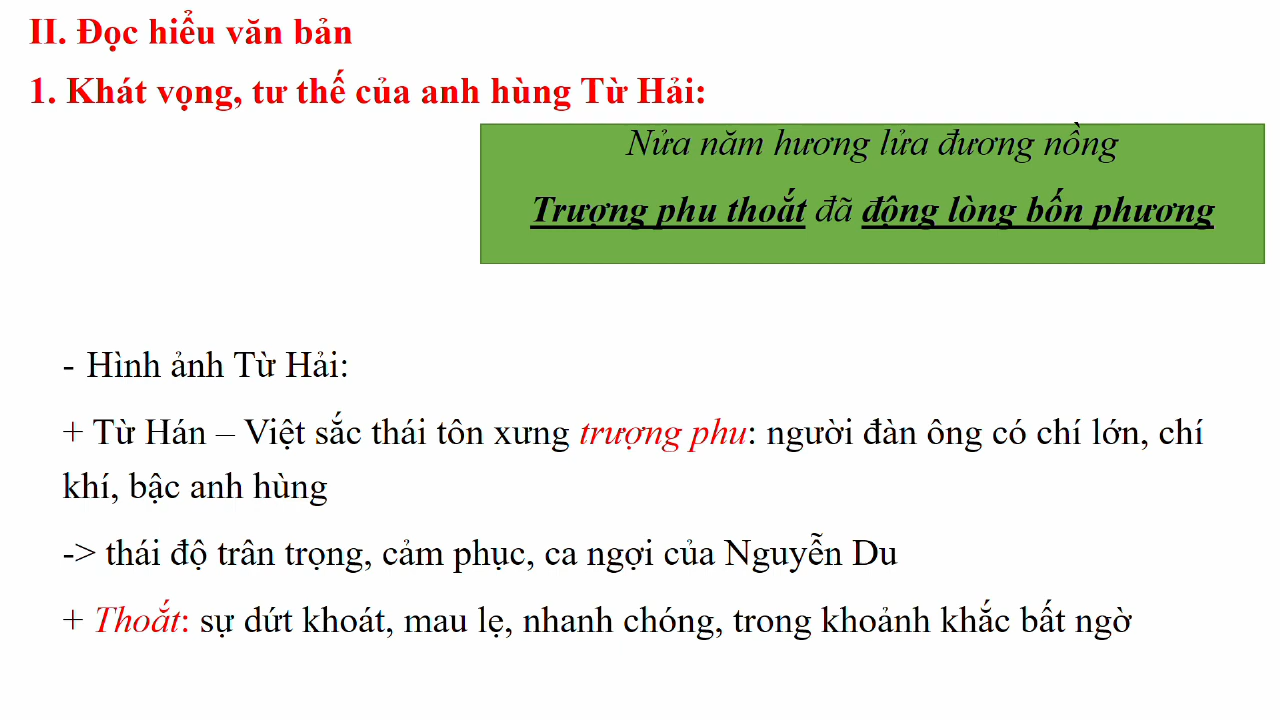 II. Đọc hiểu văn bản
1. Khát vọng, tư thế của anh hùng Từ Hải:
Nửa năm hương lửa đương nồng
Trượng phu thoắt đã động lòng bốn phương
- Hình ảnh Từ Hải:
+ Từ Hán – Việt sắc thái tôn xưng trượng phu: người đàn ông có chí lớn, chí
khí, bậc anh hùng
-> thái độ trân trọng, cảm phục, ca ngợi của Nguyễn Du
+ Thoắt: sự dứt khoát, mau lẹ, nhanh chóng, trong khoảnh khắc bất ngờ